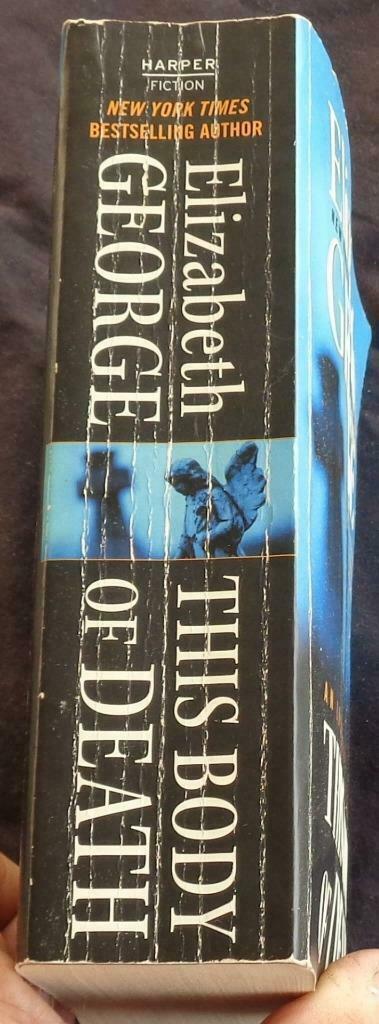 HARPER
FICTION
NEW YORK TIMES
BESTSELLING AUTHOR
Elizabeth
GEORGE
THIS BODY
OF DEATH